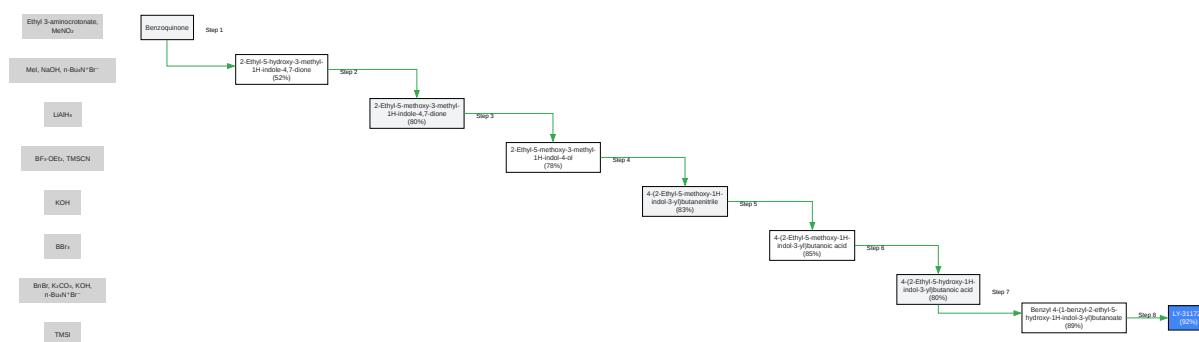 Ethyl 3-aminocrotonate,
MeNO₂
Benzoquinone
Step 1
MeI, NaOH, n-Bu₄N⁺Br⁻
2-Ethyl-5-hydroxy-3-methyl-
1H-indole-4,7-dione
(52%)
Step 2
LiAlH₄
2-Ethyl-5-methoxy-3-methyl-
1H-indole-4,7-dione
(80%)
Step 3
BF₃·OEt₂, TMSCN
2-Ethyl-5-methoxy-3-methyl-
1H-indol-4-ol
(78%)
Step 4
KOH
4-(2-Ethyl-5-methoxy-1H-
indol-3-yl)butanenitrile
(83%)
Step 5
BBr₃
4-(2-Ethyl-5-methoxy-1H-
indol-3-yl)butanoic acid
(85%)
Step 6
BnBr, K₂CO₃, KOH,
n-Bu₄N⁺Br⁻
4-(2-Ethyl-5-hydroxy-1H-
indol-3-yl)butanoic acid
(80%)
Step 7
TMSI
Benzyl 4-(1-benzyl-2-ethyl-5-
hydroxy-1H-indol-3-yl)butanoate
(89%)
Step 8
LY-31172
(92%)